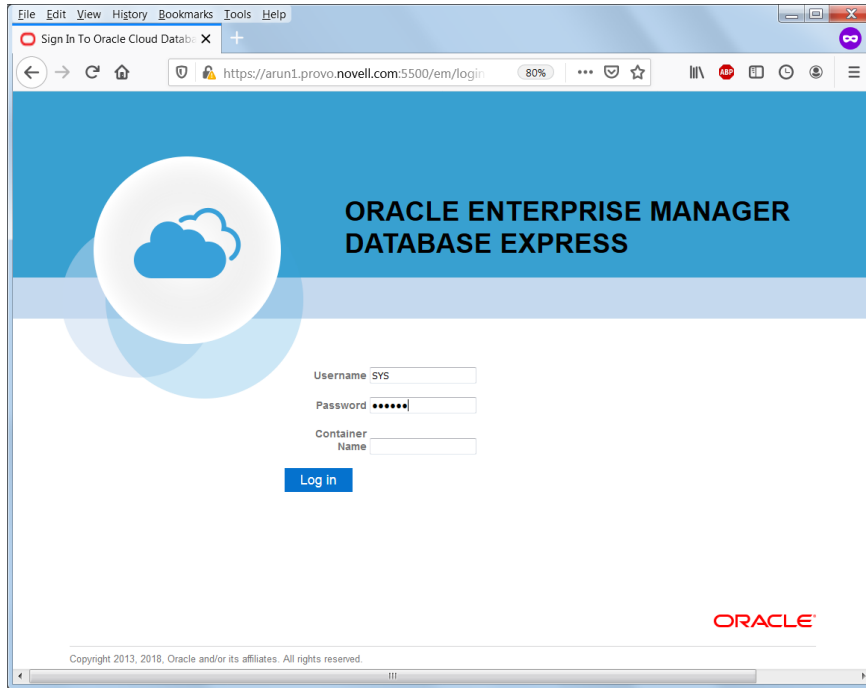 File Edit View History Bookmarks Tools Help
Sign In To Oracle Cloud Databa
https://arun1.provo.novell.com:5500/em/login
80%
ABP
ORACLE ENTERPRISE MANAGER
DATABASE EXPRESS
Username SYS
Password ••••••
Container
Name
Log in
ORACLE
Copyright 2013, 2018, Oracle and/or its affiliates. All rights reserved.